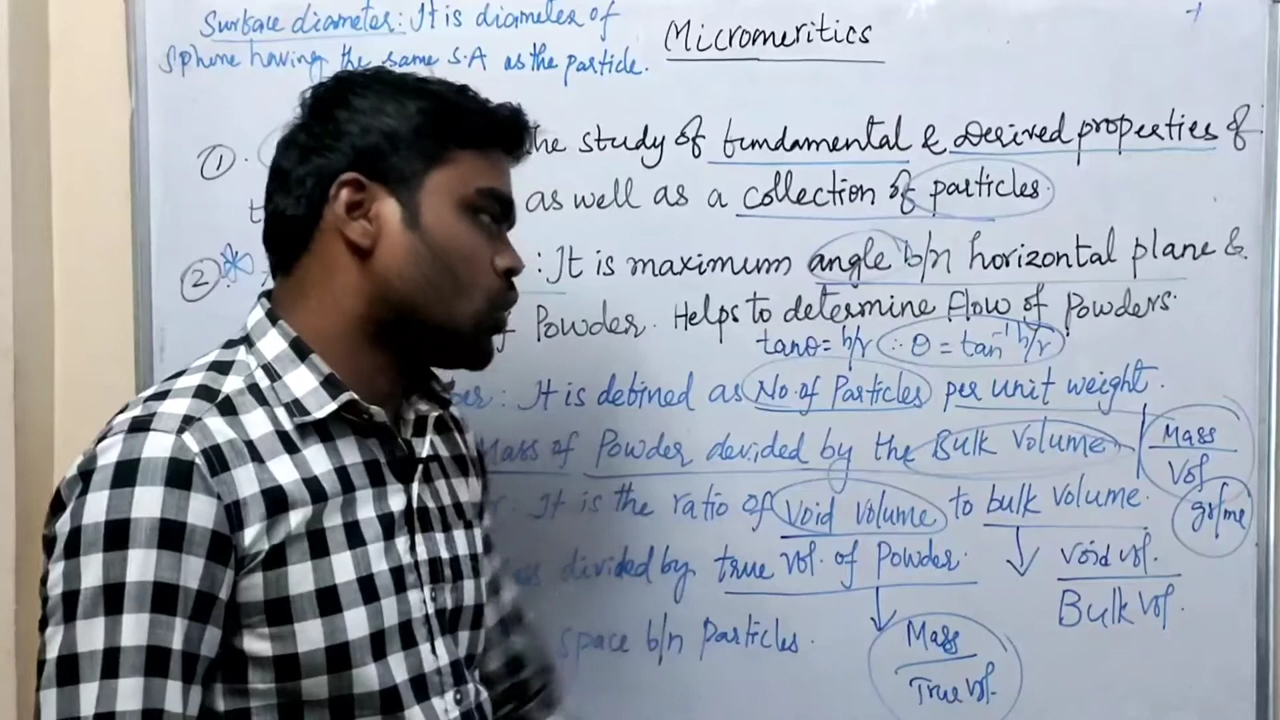 Surface diameter: It is diameter of
Sphere having the same S.A as the particle.
Micromeritics
①. the study of fundamental & Derived properties of
as well as a collection of particles
② * : It is maximum angle b/n horizontal plane &
of Powder. Helps to determine flow of Powders.
tanθ = h/r ∴ θ = tan⁻¹ h/r
ber: It is defined as No. of Particles per unit weight.
Mass of Powder devided by the Bulk Volume
Mass
Vol
gr/ml
r: It is the ratio of Void Volume to bulk Volume.
ss divided by true vol. of Powder.
Void vol.
Bulk Vol.
space b/n Particles.
Mass
True vol.